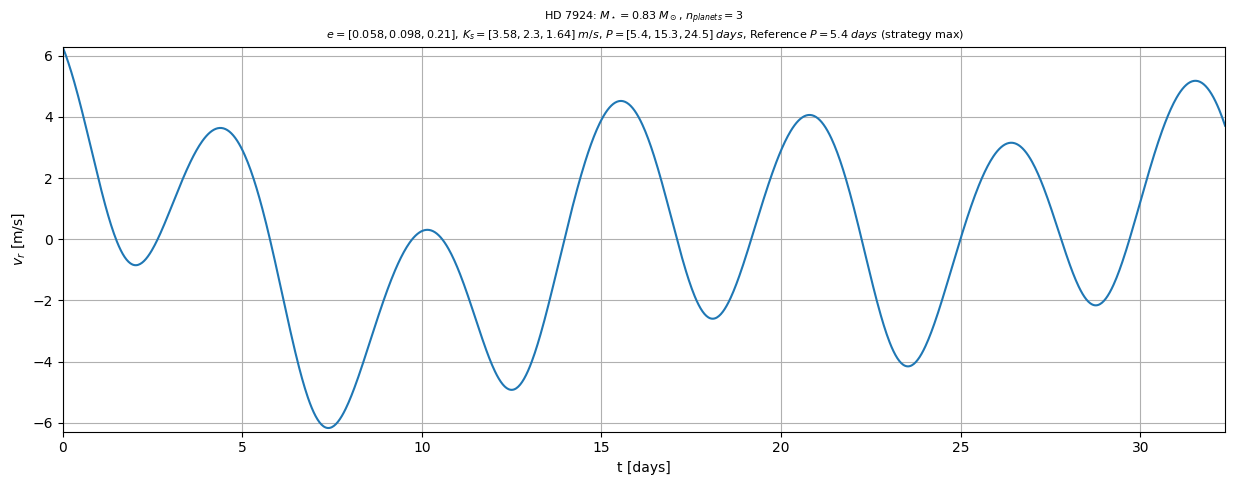 HD 7924: $M_\star = 0.83\ M_\odot$, $n_{planets} = 3$
$e = [0.058, 0.098, 0.21]$, $K_s = [3.58, 2.3, 1.64]\ m/s$, $P = [5.4, 15.3, 24.5]\ days$, Reference $P = 5.4\ days$ (strategy max)
6
4
2
0
−2
−4
−6
$v_r$ [m/s]
0 5 10 15 20 25 30
t [days]